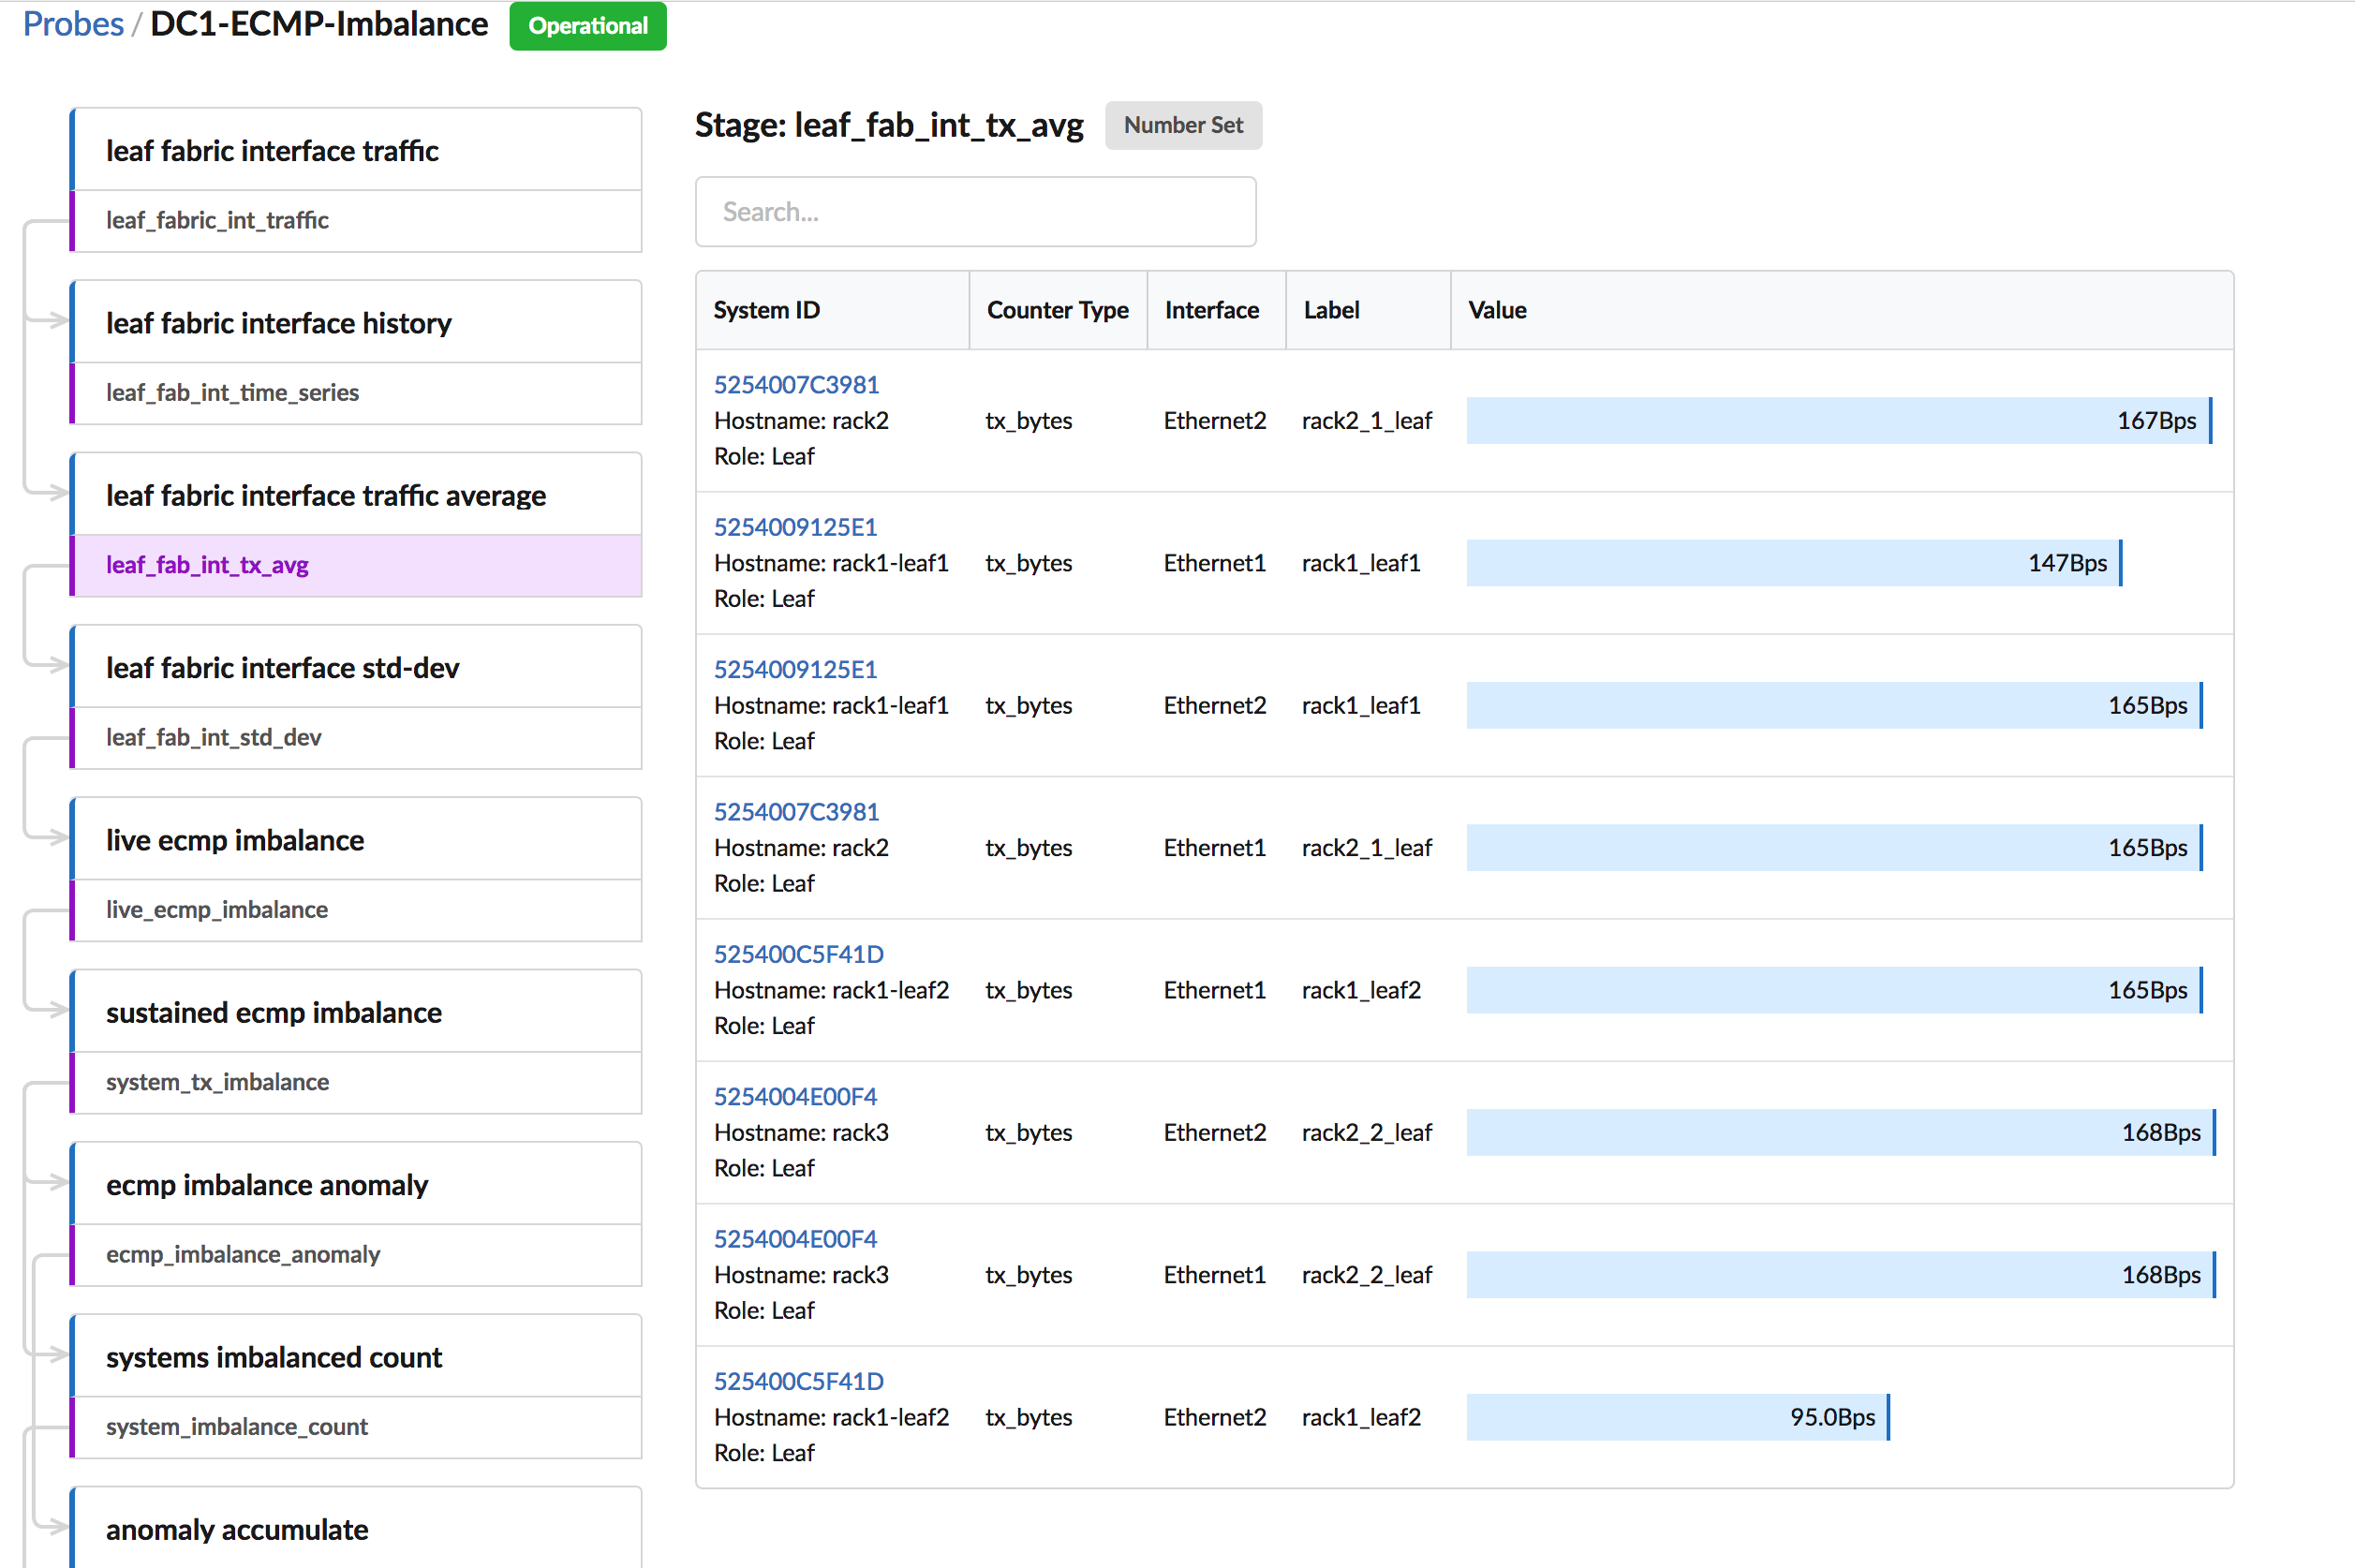 Probes / DC1-ECMP-Imbalance Operational
leaf fabric interface traffic
leaf_fabric_int_traffic
leaf fabric interface history
leaf_fab_int_time_series
leaf fabric interface traffic average
leaf_fab_int_tx_avg
leaf fabric interface std-dev
leaf_fab_int_std_dev
live ecmp imbalance
live_ecmp_imbalance
sustained ecmp imbalance
system_tx_imbalance
ecmp imbalance anomaly
ecmp_imbalance_anomaly
systems imbalanced count
system_imbalance_count
anomaly accumulate
Stage: leaf_fab_int_tx_avg Number Set
Search...
System ID Counter Type Interface Label Value
5254007C3981
Hostname: rack2 tx_bytes Ethernet2 rack2_1_leaf 167Bps
Role: Leaf
5254009125E1
Hostname: rack1-leaf1 tx_bytes Ethernet1 rack1_leaf1 147Bps
Role: Leaf
5254009125E1
Hostname: rack1-leaf1 tx_bytes Ethernet2 rack1_leaf1 165Bps
Role: Leaf
5254007C3981
Hostname: rack2 tx_bytes Ethernet1 rack2_1_leaf 165Bps
Role: Leaf
525400C5F41D
Hostname: rack1-leaf2 tx_bytes Ethernet1 rack1_leaf2 165Bps
Role: Leaf
5254004E00F4
Hostname: rack3 tx_bytes Ethernet2 rack2_2_leaf 168Bps
Role: Leaf
5254004E00F4
Hostname: rack3 tx_bytes Ethernet1 rack2_2_leaf 168Bps
Role: Leaf
525400C5F41D
Hostname: rack1-leaf2 tx_bytes Ethernet2 rack1_leaf2 95.0Bps
Role: Leaf